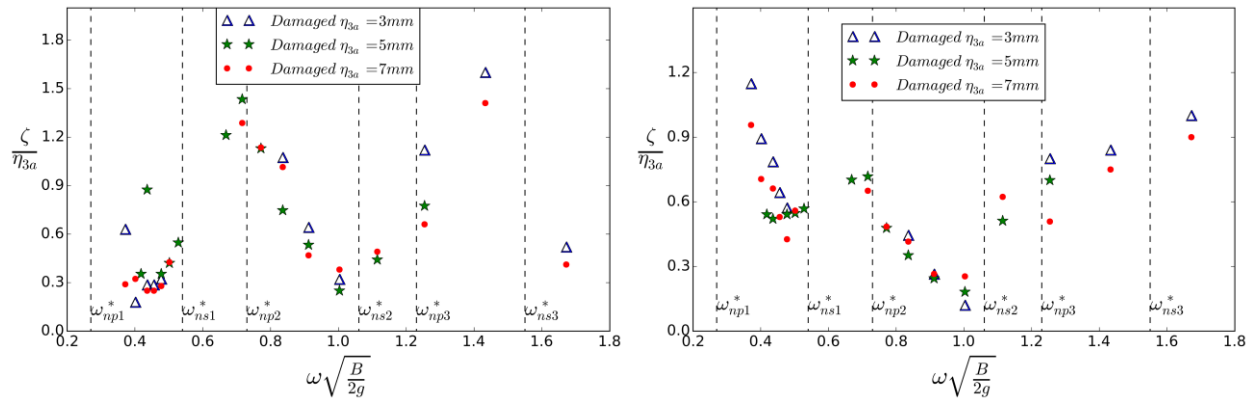 ζ/η3a
1.8
1.5
1.2
0.9
0.6
0.3
0.0
Damaged η3a =3mm
Damaged η3a =5mm
Damaged η3a =7mm
ω*np1
ω*ns1
ω*np2
ω*ns2
ω*np3
ω*ns3
0.2 0.4 0.6 0.8 1.0 1.2 1.4 1.6 1.8
ω√(B/2g)
ζ/η3a
1.2
0.9
0.6
0.3
0.0
Damaged η3a =3mm
Damaged η3a =5mm
Damaged η3a =7mm
ω*np1
ω*ns1
ω*np2
ω*ns2
ω*np3
ω*ns3
0.2 0.4 0.6 0.8 1.0 1.2 1.4 1.6 1.8
ω√(B/2g)